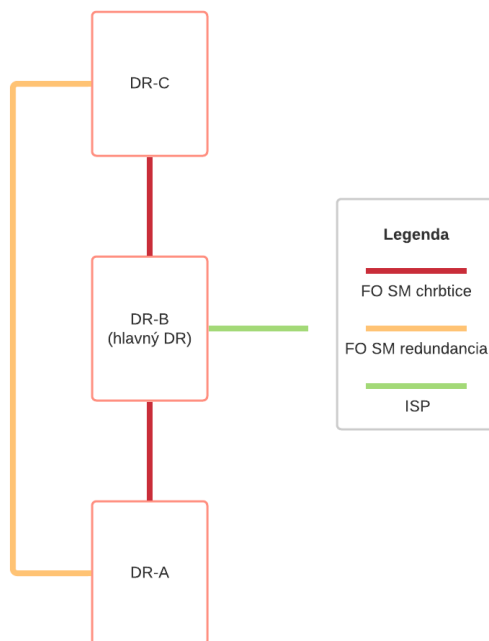 DR-C
DR-B
(hlavný DR)
DR-A
Legenda
FO SM chrbtice
FO SM redundancia
ISP